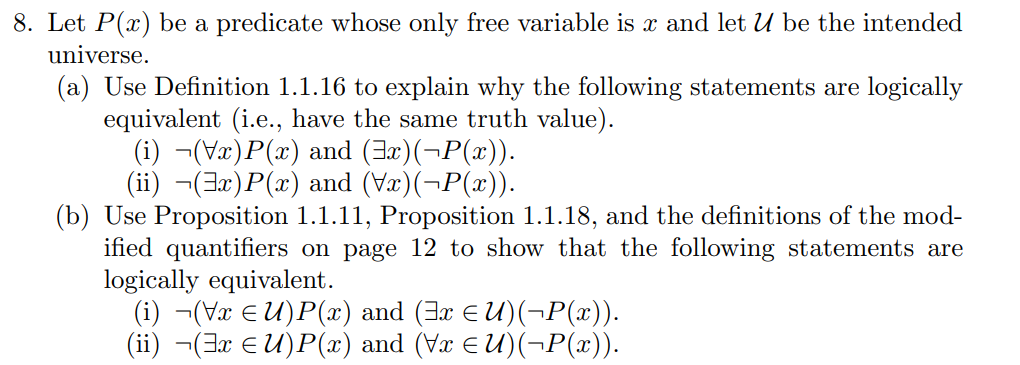 8. Let P(x) be a predicate whose only free variable is x and let 𝒰 be the intended
universe.
(a) Use Definition 1.1.16 to explain why the following statements are logically
equivalent (i.e., have the same truth value).
(i) ¬(∀x)P(x) and (∃x)(¬P(x)).
(ii) ¬(∃x)P(x) and (∀x)(¬P(x)).
(b) Use Proposition 1.1.11, Proposition 1.1.18, and the definitions of the mod-
ified quantifiers on page 12 to show that the following statements are
logically equivalent.
(i) ¬(∀x ∈ 𝒰)P(x) and (∃x ∈ 𝒰)(¬P(x)).
(ii) ¬(∃x ∈ 𝒰)P(x) and (∀x ∈ 𝒰)(¬P(x)).